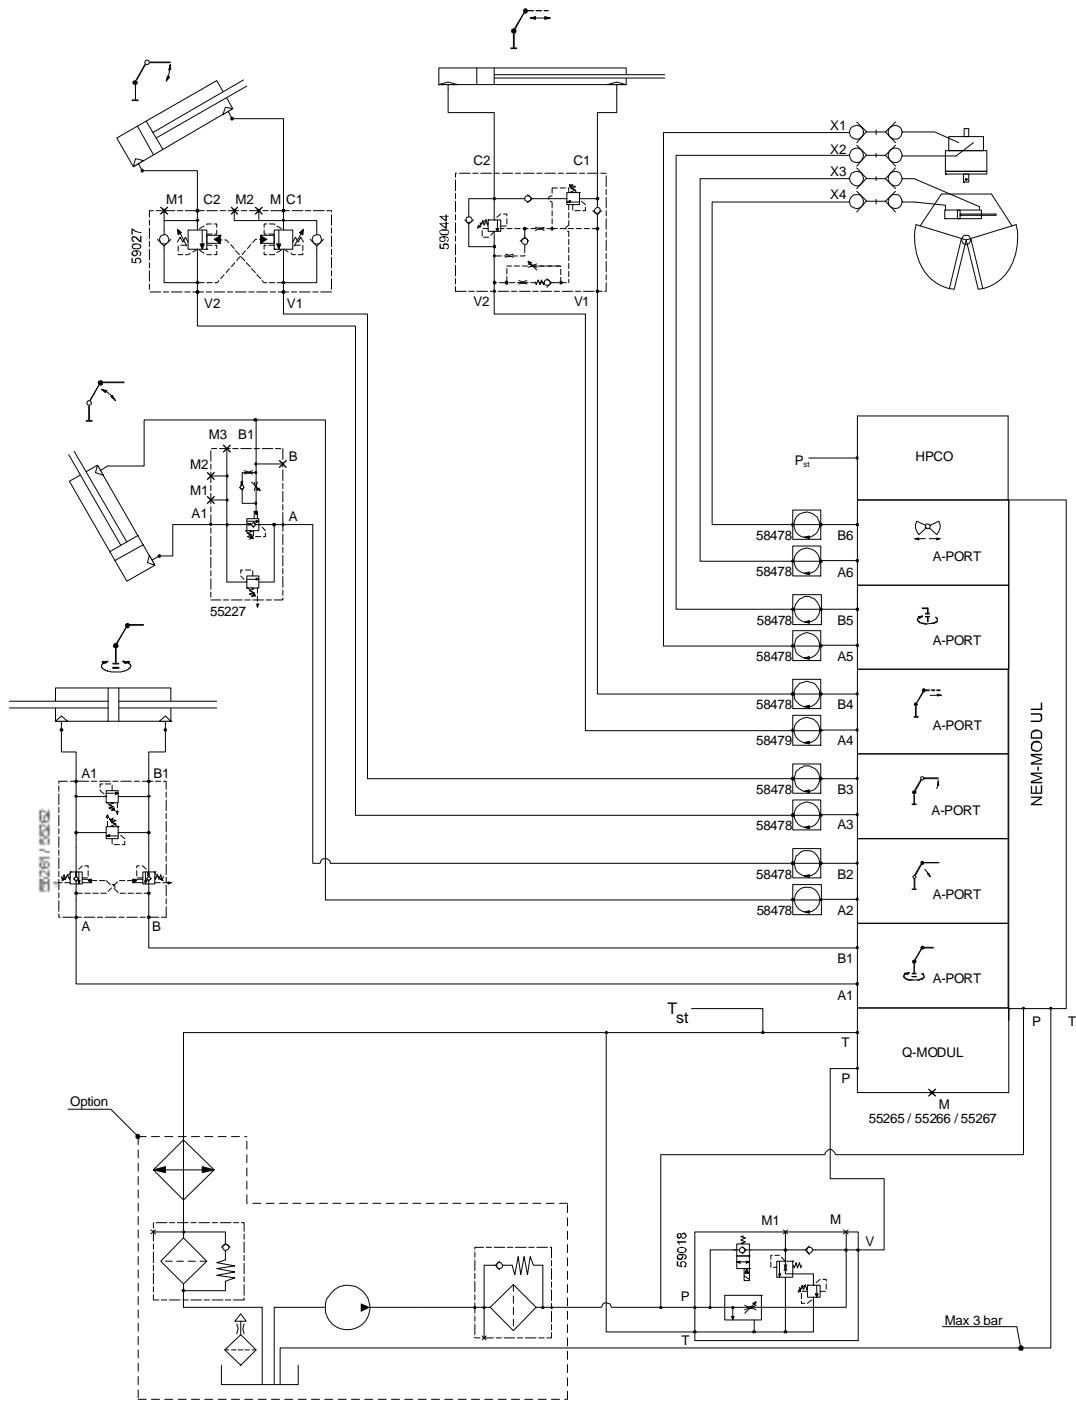 X1
X2
X3
X4
C2
C1
59044
V2
V1
M1
C2
M2
M
C1
59027
V2
V1
M3
B1
B
M2
M1
A1
A
55227
Pst
HPCO
58478
B6
A-PORT
58478
A6
58478
B5
A-PORT
58478
A5
58478
B4
A-PORT
58479
A4
58478
B3
A-PORT
58478
A3
58478
B2
A-PORT
58478
A2
B1
A-PORT
A1
NEM-MOD UL
A1
B1
55261 / 55262
A
B
Tst
P
T
T
Q-MODUL
P
M
55265 / 55266 / 55267
Option
59018
M1
M
V
P
T
Max 3 bar